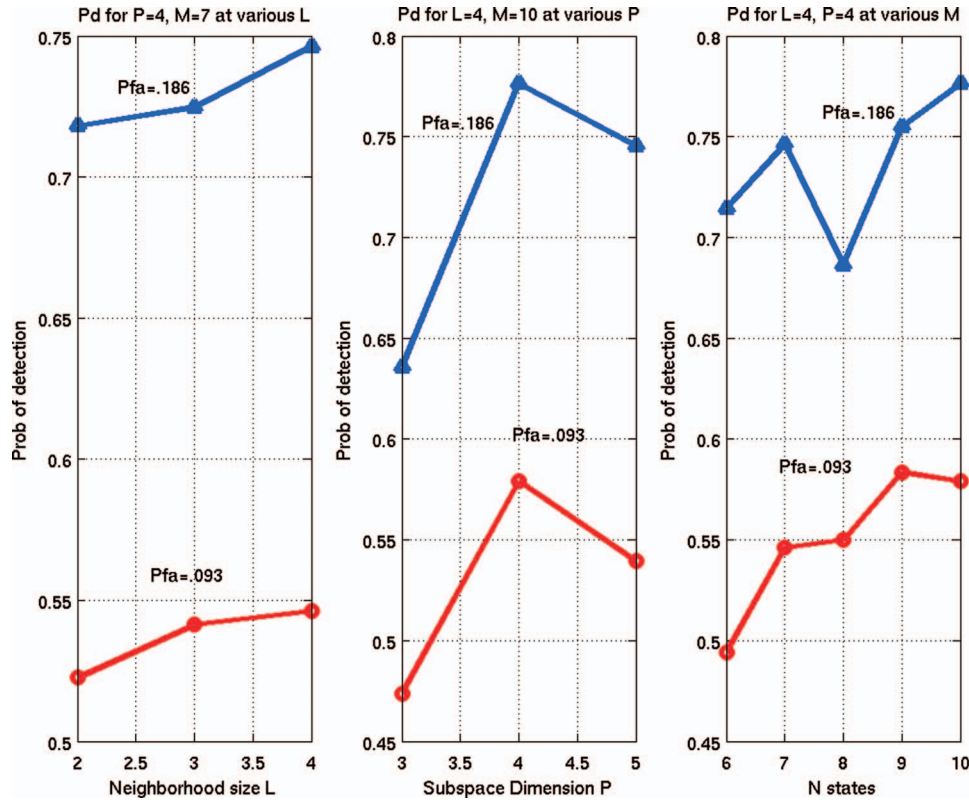 Pd for P=4, M=7 at various L
0.75
0.7
0.65
0.6
0.55
0.5
Prob of detection
Pfa=.186
Pfa=.093
2
2.5
3
3.5
4
Neighborhood size L
Pd for L=4, M=10 at various P
0.8
0.75
0.7
0.65
0.6
0.55
0.5
0.45
Prob of detection
Pfa=.186
Pfa=.093
3
3.5
4
4.5
5
Subspace Dimension P
Pd for L=4, P=4 at various M
0.8
0.75
0.7
0.65
0.6
0.55
0.5
0.45
Prob of detection
Pfa=.186
Pfa=.093
6
7
8
9
10
N states